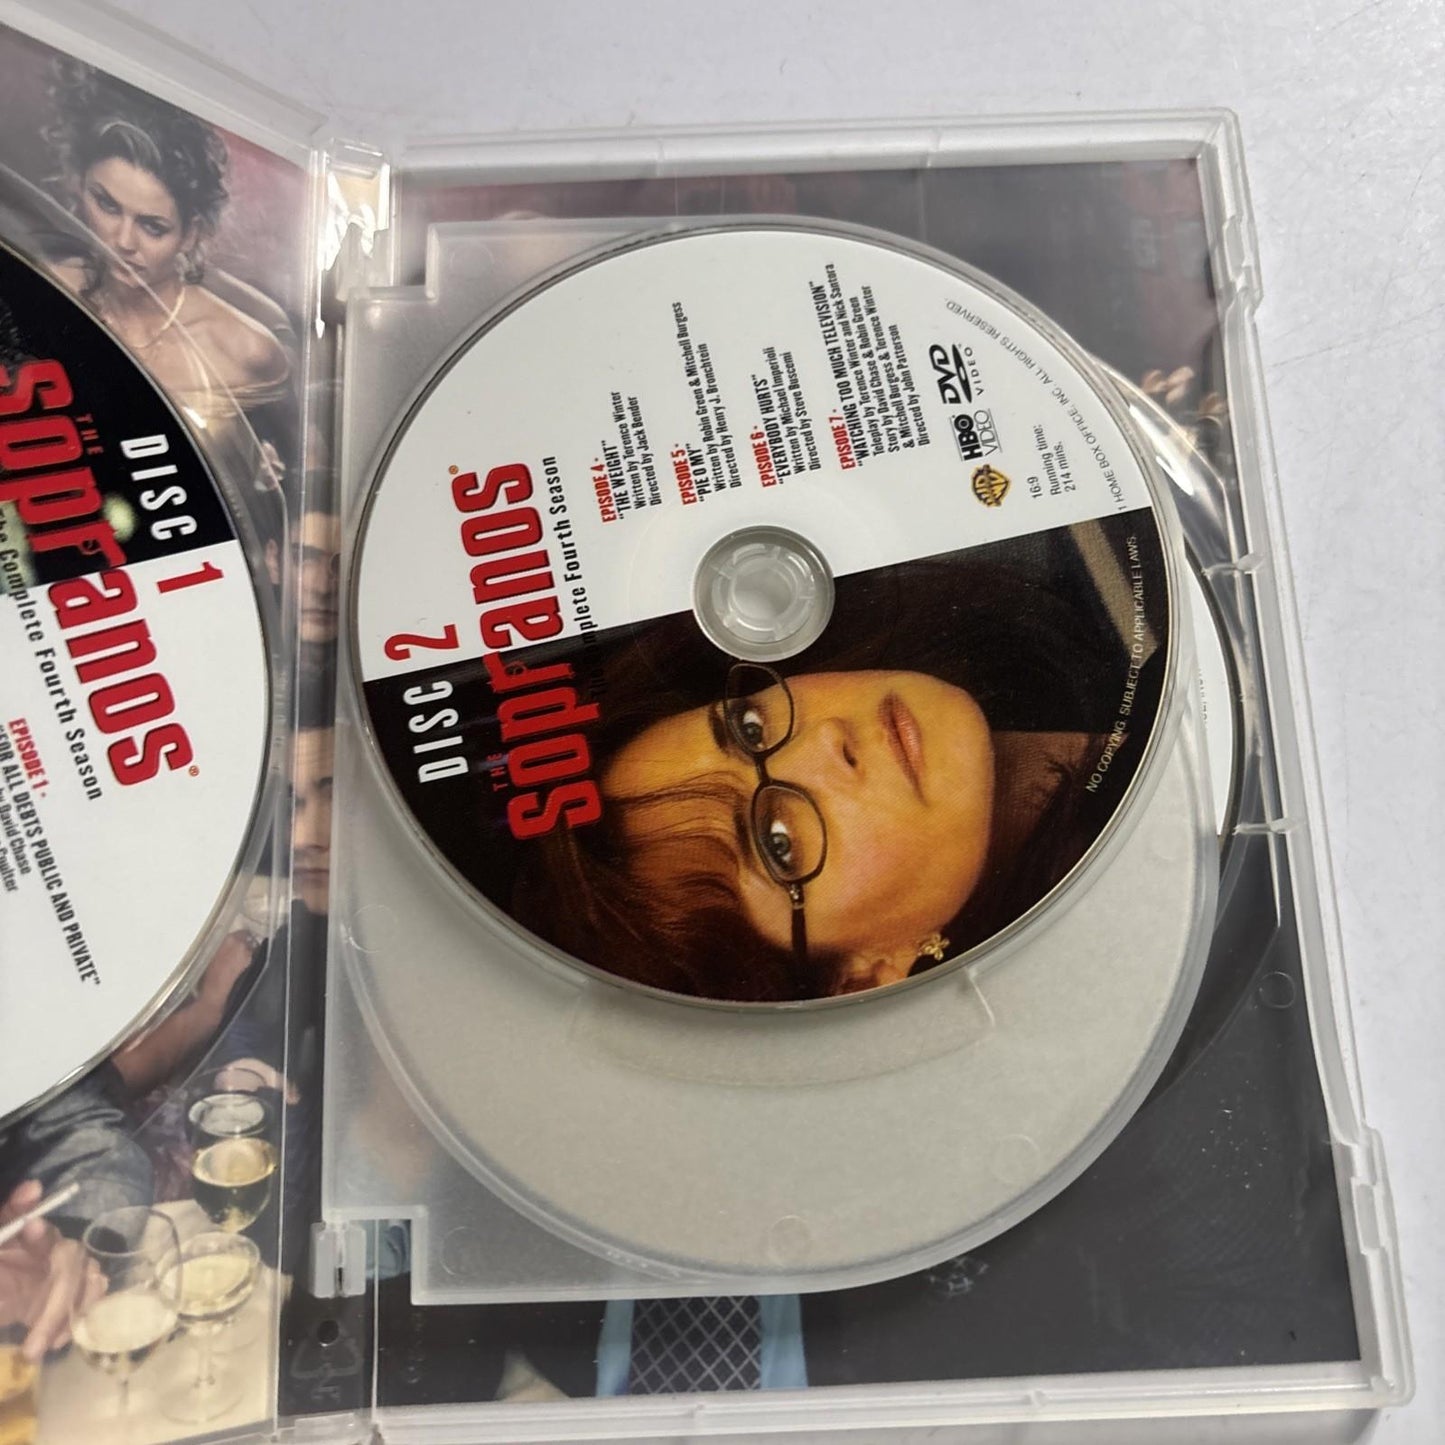 DISC 1
THE
Sopranos®
The Complete Fourth Season
EPISODE 1 •
"FOR ALL DEBTS PUBLIC AND PRIVATE"
by David Chase
Coulter
DISC 2
THE
Sopranos®
The Complete Fourth Season
EPISODE 4 •
"THE WEIGHT"
Written by Terence Winter
Directed by Jack Bender
EPISODE 5 •
"PIE O MY"
Written by Robin Green & Mitchell Burgess
Directed by Henry J. Bronchtein
EPISODE 6 •
"EVERYBODY HURTS"
Written by Michael Imperioli
Directed by Steve Buscemi
EPISODE 7 •
"WATCHING TOO MUCH TELEVISION"
Teleplay by Terence Winter and Nick Santora
Story by David Chase & Robin Green
& Mitchell Burgess & Terence Winter
Directed by John Patterson
WB
HBO
VIDEO
DVD
VIDEO
16:9
Running time:
214 mins.
HOME BOX OFFICE, INC. ALL RIGHTS RESERVED.
NO COPYING. SUBJECT TO APPLICABLE LAWS.